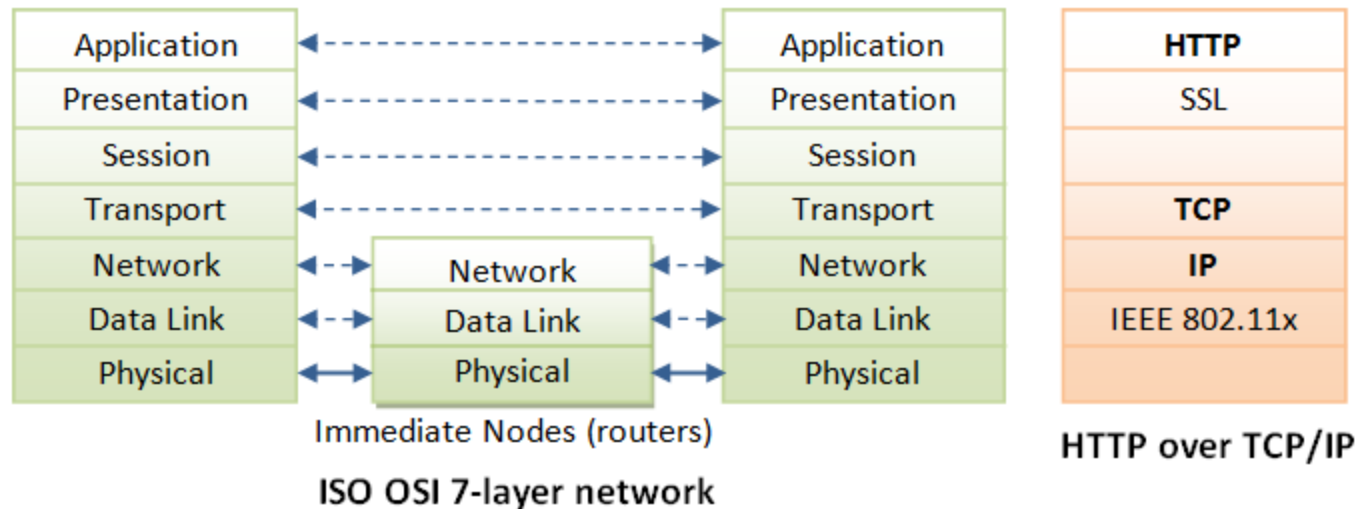 Application
Presentation
Session
Transport
Network
Data Link
Physical
Network
Data Link
Physical
Immediate Nodes (routers)
ISO OSI 7-layer network
Application
Presentation
Session
Transport
Network
Data Link
Physical
HTTP
SSL
TCP
IP
IEEE 802.11x
HTTP over TCP/IP